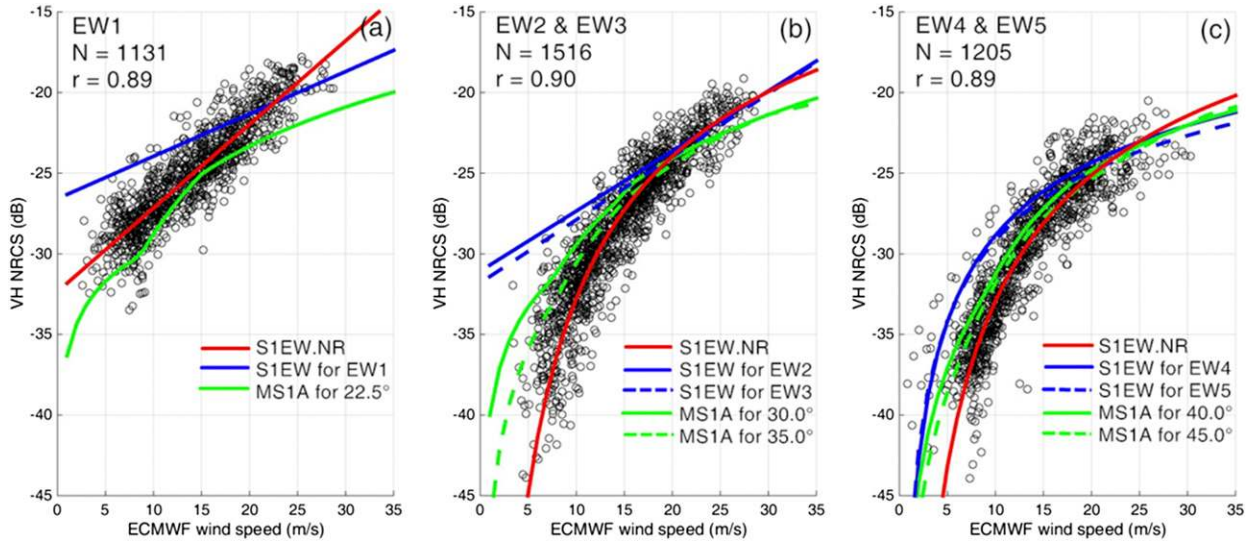 EW1
N = 1131
r = 0.89
(a)
-15
-20
-25
-30
-35
-40
-45
VH NRCS (dB)
S1EW.NR
S1EW for EW1
MS1A for 22.5°
0 5 10 15 20 25 30 35
ECMWF wind speed (m/s)
EW2 & EW3
N = 1516
r = 0.90
(b)
-15
-20
-25
-30
-35
-40
-45
VH NRCS (dB)
S1EW.NR
S1EW for EW2
S1EW for EW3
MS1A for 30.0°
MS1A for 35.0°
0 5 10 15 20 25 30 35
ECMWF wind speed (m/s)
EW4 & EW5
N = 1205
r = 0.89
(c)
-15
-20
-25
-30
-35
-40
-45
VH NRCS (dB)
S1EW.NR
S1EW for EW4
S1EW for EW5
MS1A for 40.0°
MS1A for 45.0°
0 5 10 15 20 25 30 35
ECMWF wind speed (m/s)